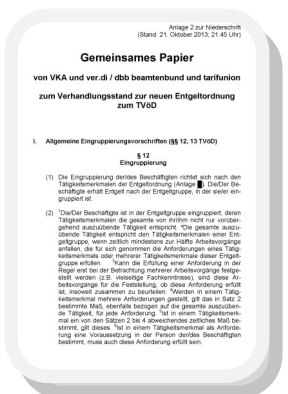 Anlage 2 zur Niederschrift
(Stand: 21. Oktober 2013; 21.45 Uhr)
Gemeinsames Papier
von VKA und ver.di / dbb beamtenbund und tarifunion
zum Verhandlungsstand zur neuen Entgeltordnung
zum TVöD
I. Allgemeine Eingruppierungsvorschriften (§§ 12, 13 TVöD)
§ 12
Eingruppierung
(1) Die Eingruppierung der/des Beschäftigten richtet sich nach den
Tätigkeitsmerkmalen der Entgeltordnung (Anlage ). Die/Der Be-
schäftigte erhält Entgelt nach der Entgeltgruppe, in der sie/er ein-
gruppiert ist.
(2) ¹Die/Der Beschäftigte ist in der Entgeltgruppe eingruppiert, deren
Tätigkeitsmerkmalen die gesamte von ihr/ihm nicht nur vorüber-
gehend auszuübende Tätigkeit entspricht. ²Die gesamte auszu-
übende Tätigkeit entspricht den Tätigkeitsmerkmalen einer Ent-
geltgruppe, wenn zeitlich mindestens zur Hälfte Arbeitsvorgänge
anfallen, die für sich genommen die Anforderungen eines Tätig-
keitsmerkmals oder mehrerer Tätigkeitsmerkmale dieser Entgelt-
gruppe erfüllen. ³Kann die Erfüllung einer Anforderung in der
Regel erst bei der Betrachtung mehrerer Arbeitsvorgänge festge-
stellt werden (z.B. vielseitige Fachkenntnisse), sind diese Ar-
beitsvorgänge für die Feststellung, ob diese Anforderung erfüllt
ist, insoweit zusammen zu beurteilen. ⁴Werden in einem Tätig-
keitsmerkmal mehrere Anforderungen gestellt, gilt das in Satz 2
bestimmte Maß, ebenfalls bezogen auf die gesamte auszuüben-
de Tätigkeit, für jede Anforderung. ⁵Ist in einem Tätigkeitsmerk-
mal ein von den Sätzen 2 bis 4 abweichendes zeitliches Maß be-
stimmt, gilt dieses. ⁶Ist in einem Tätigkeitsmerkmal als Anforde-
rung eine Voraussetzung in der Person der/des Beschäftigten
bestimmt, muss auch diese Anforderung erfüllt sein.